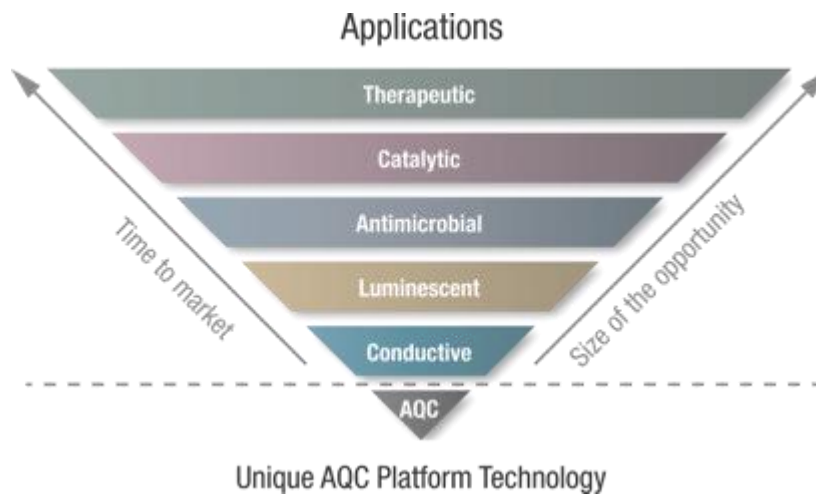 Applications
Therapeutic
Catalytic
Antimicrobial
Luminescent
Conductive
AQC
Time to market
Size of the opportunity
Unique AQC Platform Technology